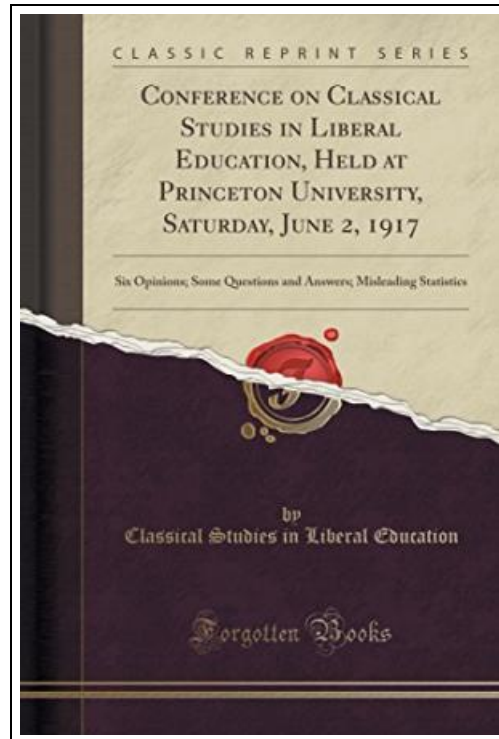 CLASSIC REPRINT SERIES
CONFERENCE ON CLASSICAL
STUDIES IN LIBERAL
EDUCATION, HELD AT
PRINCETON UNIVERSITY,
SATURDAY, JUNE 2, 1917
Six Opinions; Some Questions and Answers; Misleading Statistics
by
Classical Studies in Liberal Education
Forgotten Books